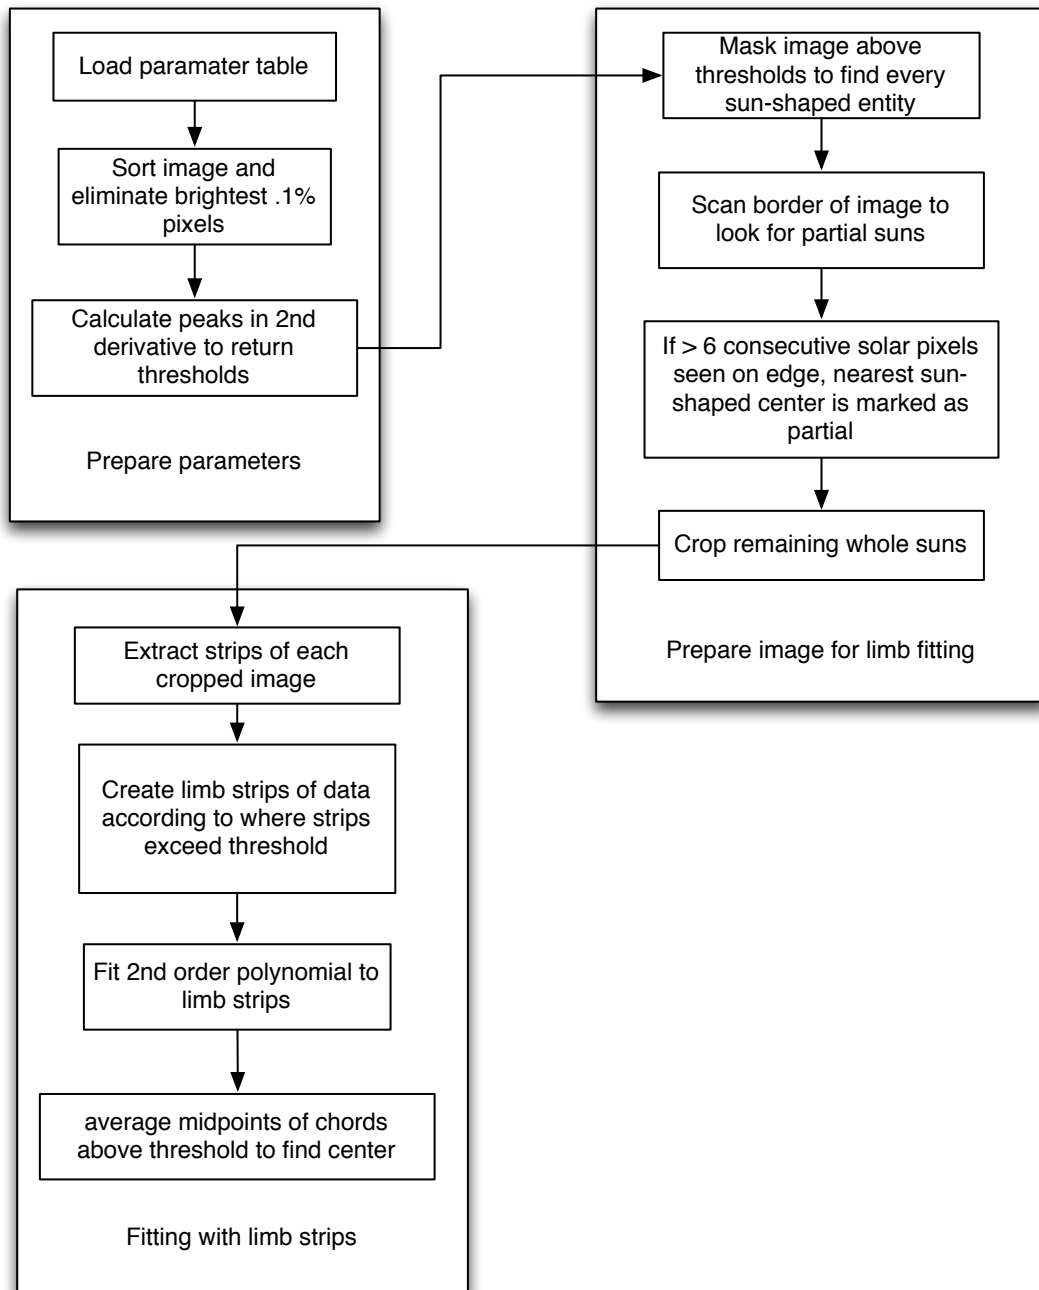 Load paramater table
Sort image and
eliminate brightest .1%
pixels
Calculate peaks in 2nd
derivative to return
thresholds
Prepare parameters
Mask image above
thresholds to find every
sun-shaped entity
Scan border of image to
look for partial suns
If > 6 consecutive solar pixels
seen on edge, nearest sun-
shaped center is marked as
partial
Crop remaining whole suns
Prepare image for limb fitting
Extract strips of each
cropped image
Create limb strips of data
according to where strips
exceed threshold
Fit 2nd order polynomial to
limb strips
average midpoints of chords
above threshold to find center
Fitting with limb strips